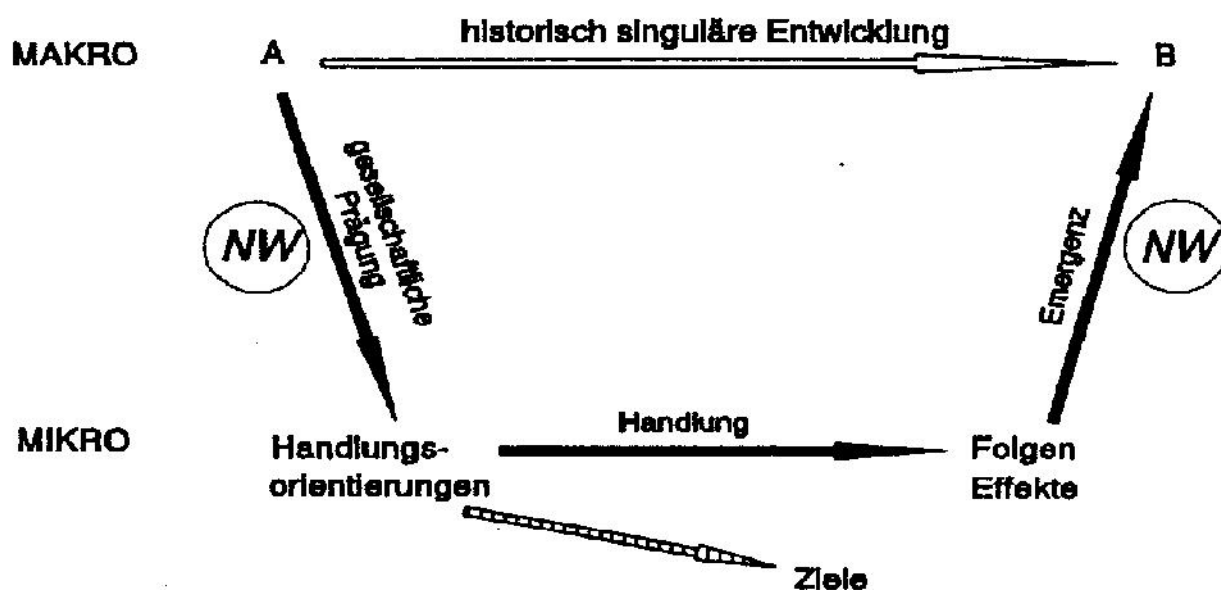 historisch singuläre Entwicklung
MAKRO A B
gesellschaftliche
Prägung
NW
Emergenz
NW
MIKRO
Handlung
Handlungs-
orientierungen
Folgen
Effekte
Ziele